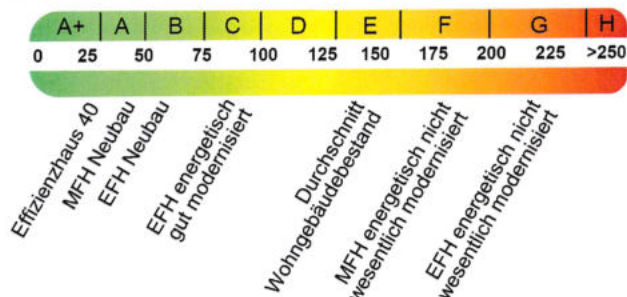 A+ A B C D E F G H
0 25 50 75 100 125 150 175 200 225 >250
Effizienzhaus 40
MFH Neubau
EFH Neubau
EFH energetisch
gut modernisiert
Durchschnitt
Wohngebäudebestand
MFH energetisch nicht
wesentlich modernisiert
EFH energetisch nicht
wesentlich modernisiert